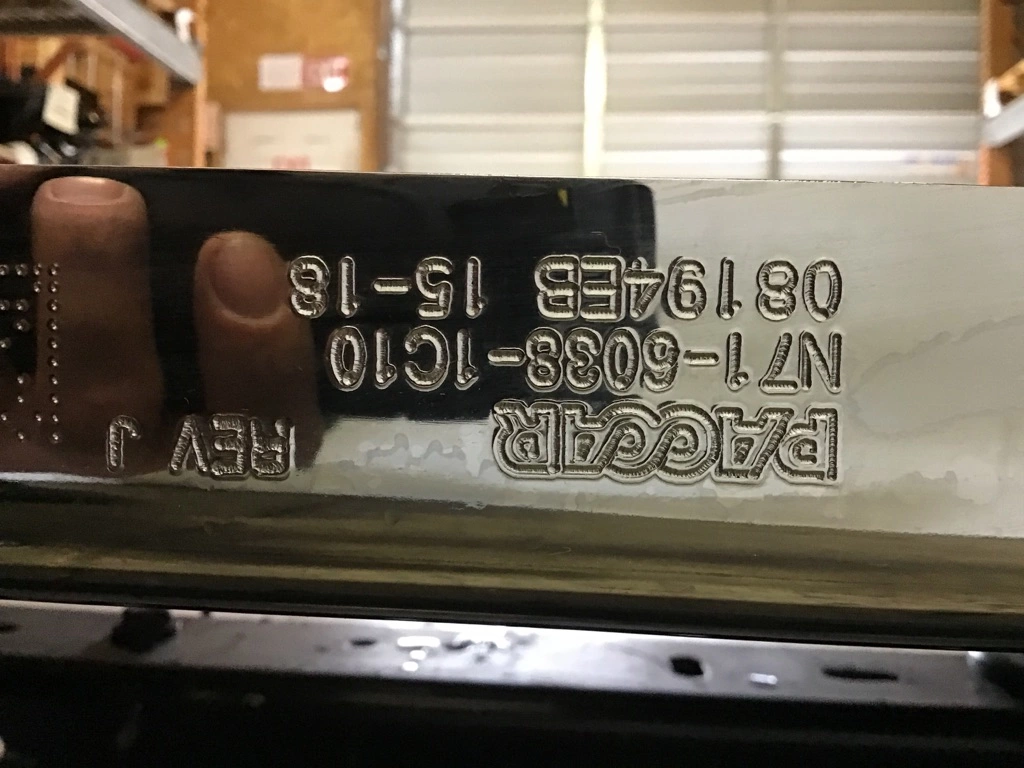 PACCAR REV J
N71-6038-1C10
08194EB 15-18